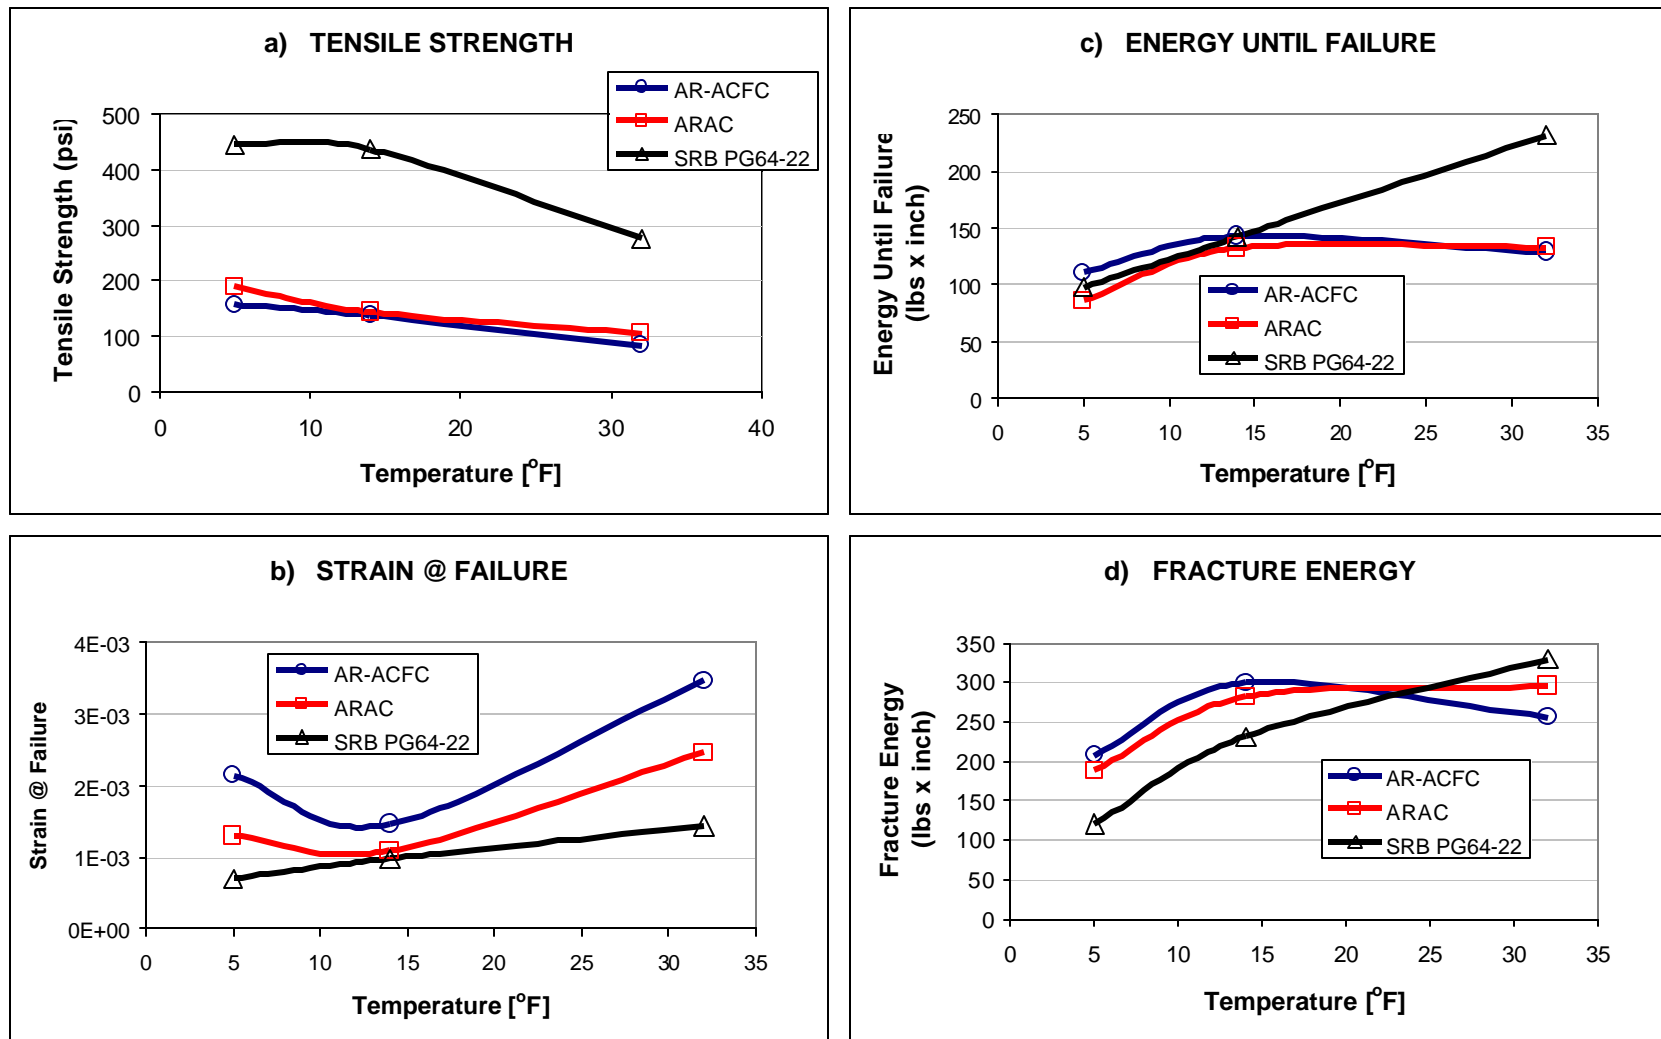 a) TENSILE STRENGTH
AR-ACFC
ARAC
SRB PG64-22
Tensile Strength (psi)
500
400
300
200
100
0
0 10 20 30 40
Temperature [°F]
c) ENERGY UNTIL FAILURE
Energy Until Failure
(lbs x inch)
250
200
150
100
50
0
AR-ACFC
ARAC
SRB PG64-22
0 5 10 15 20 25 30 35
Temperature [°F]
b) STRAIN @ FAILURE
Strain @ Failure
4E-03
3E-03
2E-03
1E-03
0E+00
AR-ACFC
ARAC
SRB PG64-22
0 5 10 15 20 25 30 35
Temperature [°F]
d) FRACTURE ENERGY
Fracture Energy
(lbs x inch)
350
300
250
200
150
100
50
0
AR-ACFC
ARAC
SRB PG64-22
0 5 10 15 20 25 30 35
Temperature [°F]